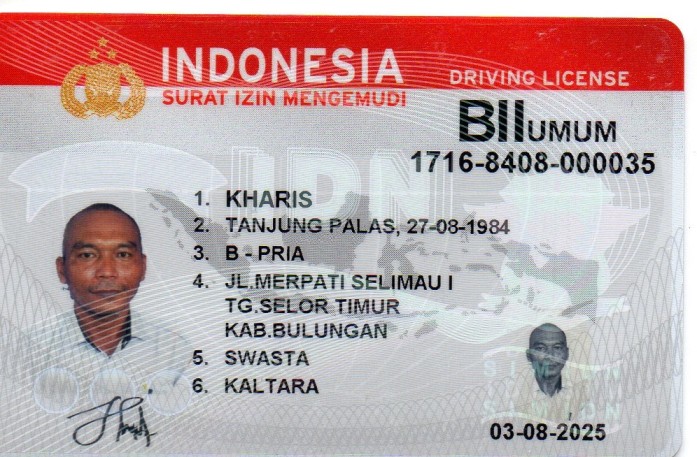 INDONESIA DRIVING LICENSE
SURAT IZIN MENGEMUDI
BII UMUM
1716-8408-000035
1. KHARIS
2. TANJUNG PALAS, 27-08-1984
3. B - PRIA
4. JL.MERPATI SELIMAU I
TG.SELOR TIMUR
KAB.BULUNGAN
5. SWASTA
6. KALTARA
03-08-2025